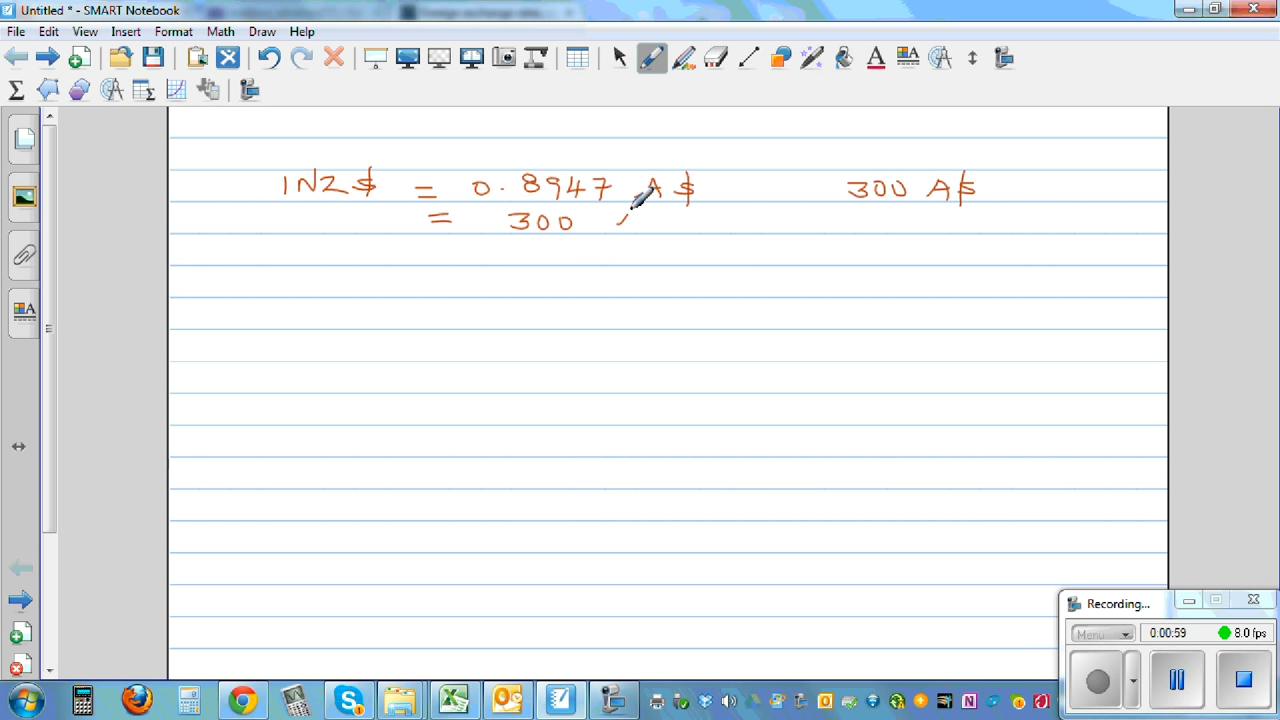 Untitled * - SMART Notebook
File Edit View Insert Format Math Draw Help
1NZ$ = 0.8947 A$ 300 A$
= 300
Recording...
Menu 0:00:59 8.0 fps